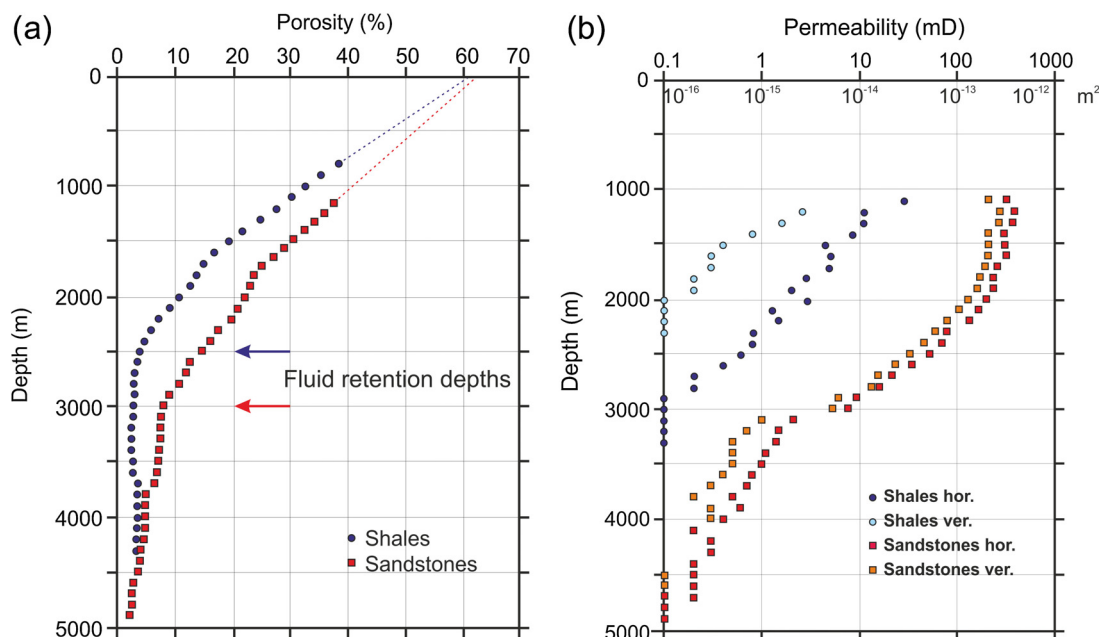 (a)
Porosity (%)
0 10 20 30 40 50 60 70
0
1000
2000
3000
4000
5000
Depth (m)
Fluid retention depths
Shales
Sandstones
(b)
Permeability (mD)
0.1 1 10 100 1000
10⁻¹⁶ 10⁻¹⁵ 10⁻¹⁴ 10⁻¹³ 10⁻¹² m²
0
1000
2000
3000
4000
5000
Depth (m)
Shales hor.
Shales ver.
Sandstones hor.
Sandstones ver.